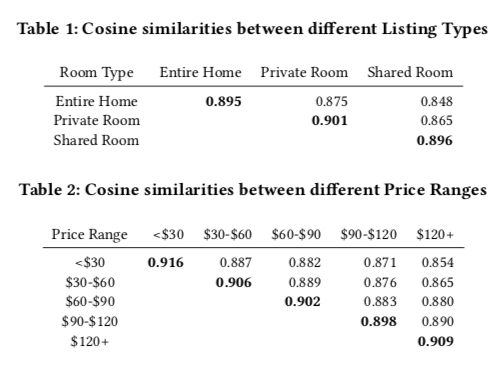 Table 1: Cosine similarities between different Listing Types
Room Type Entire Home Private Room Shared Room
Entire Home 0.895 0.875 0.848
Private Room 0.901 0.865
Shared Room 0.896
Table 2: Cosine similarities between different Price Ranges
Price Range <$30 $30-$60 $60-$90 $90-$120 $120+
<$30 0.916 0.887 0.882 0.871 0.854
$30-$60 0.906 0.889 0.876 0.865
$60-$90 0.902 0.883 0.880
$90-$120 0.898 0.890
$120+ 0.909